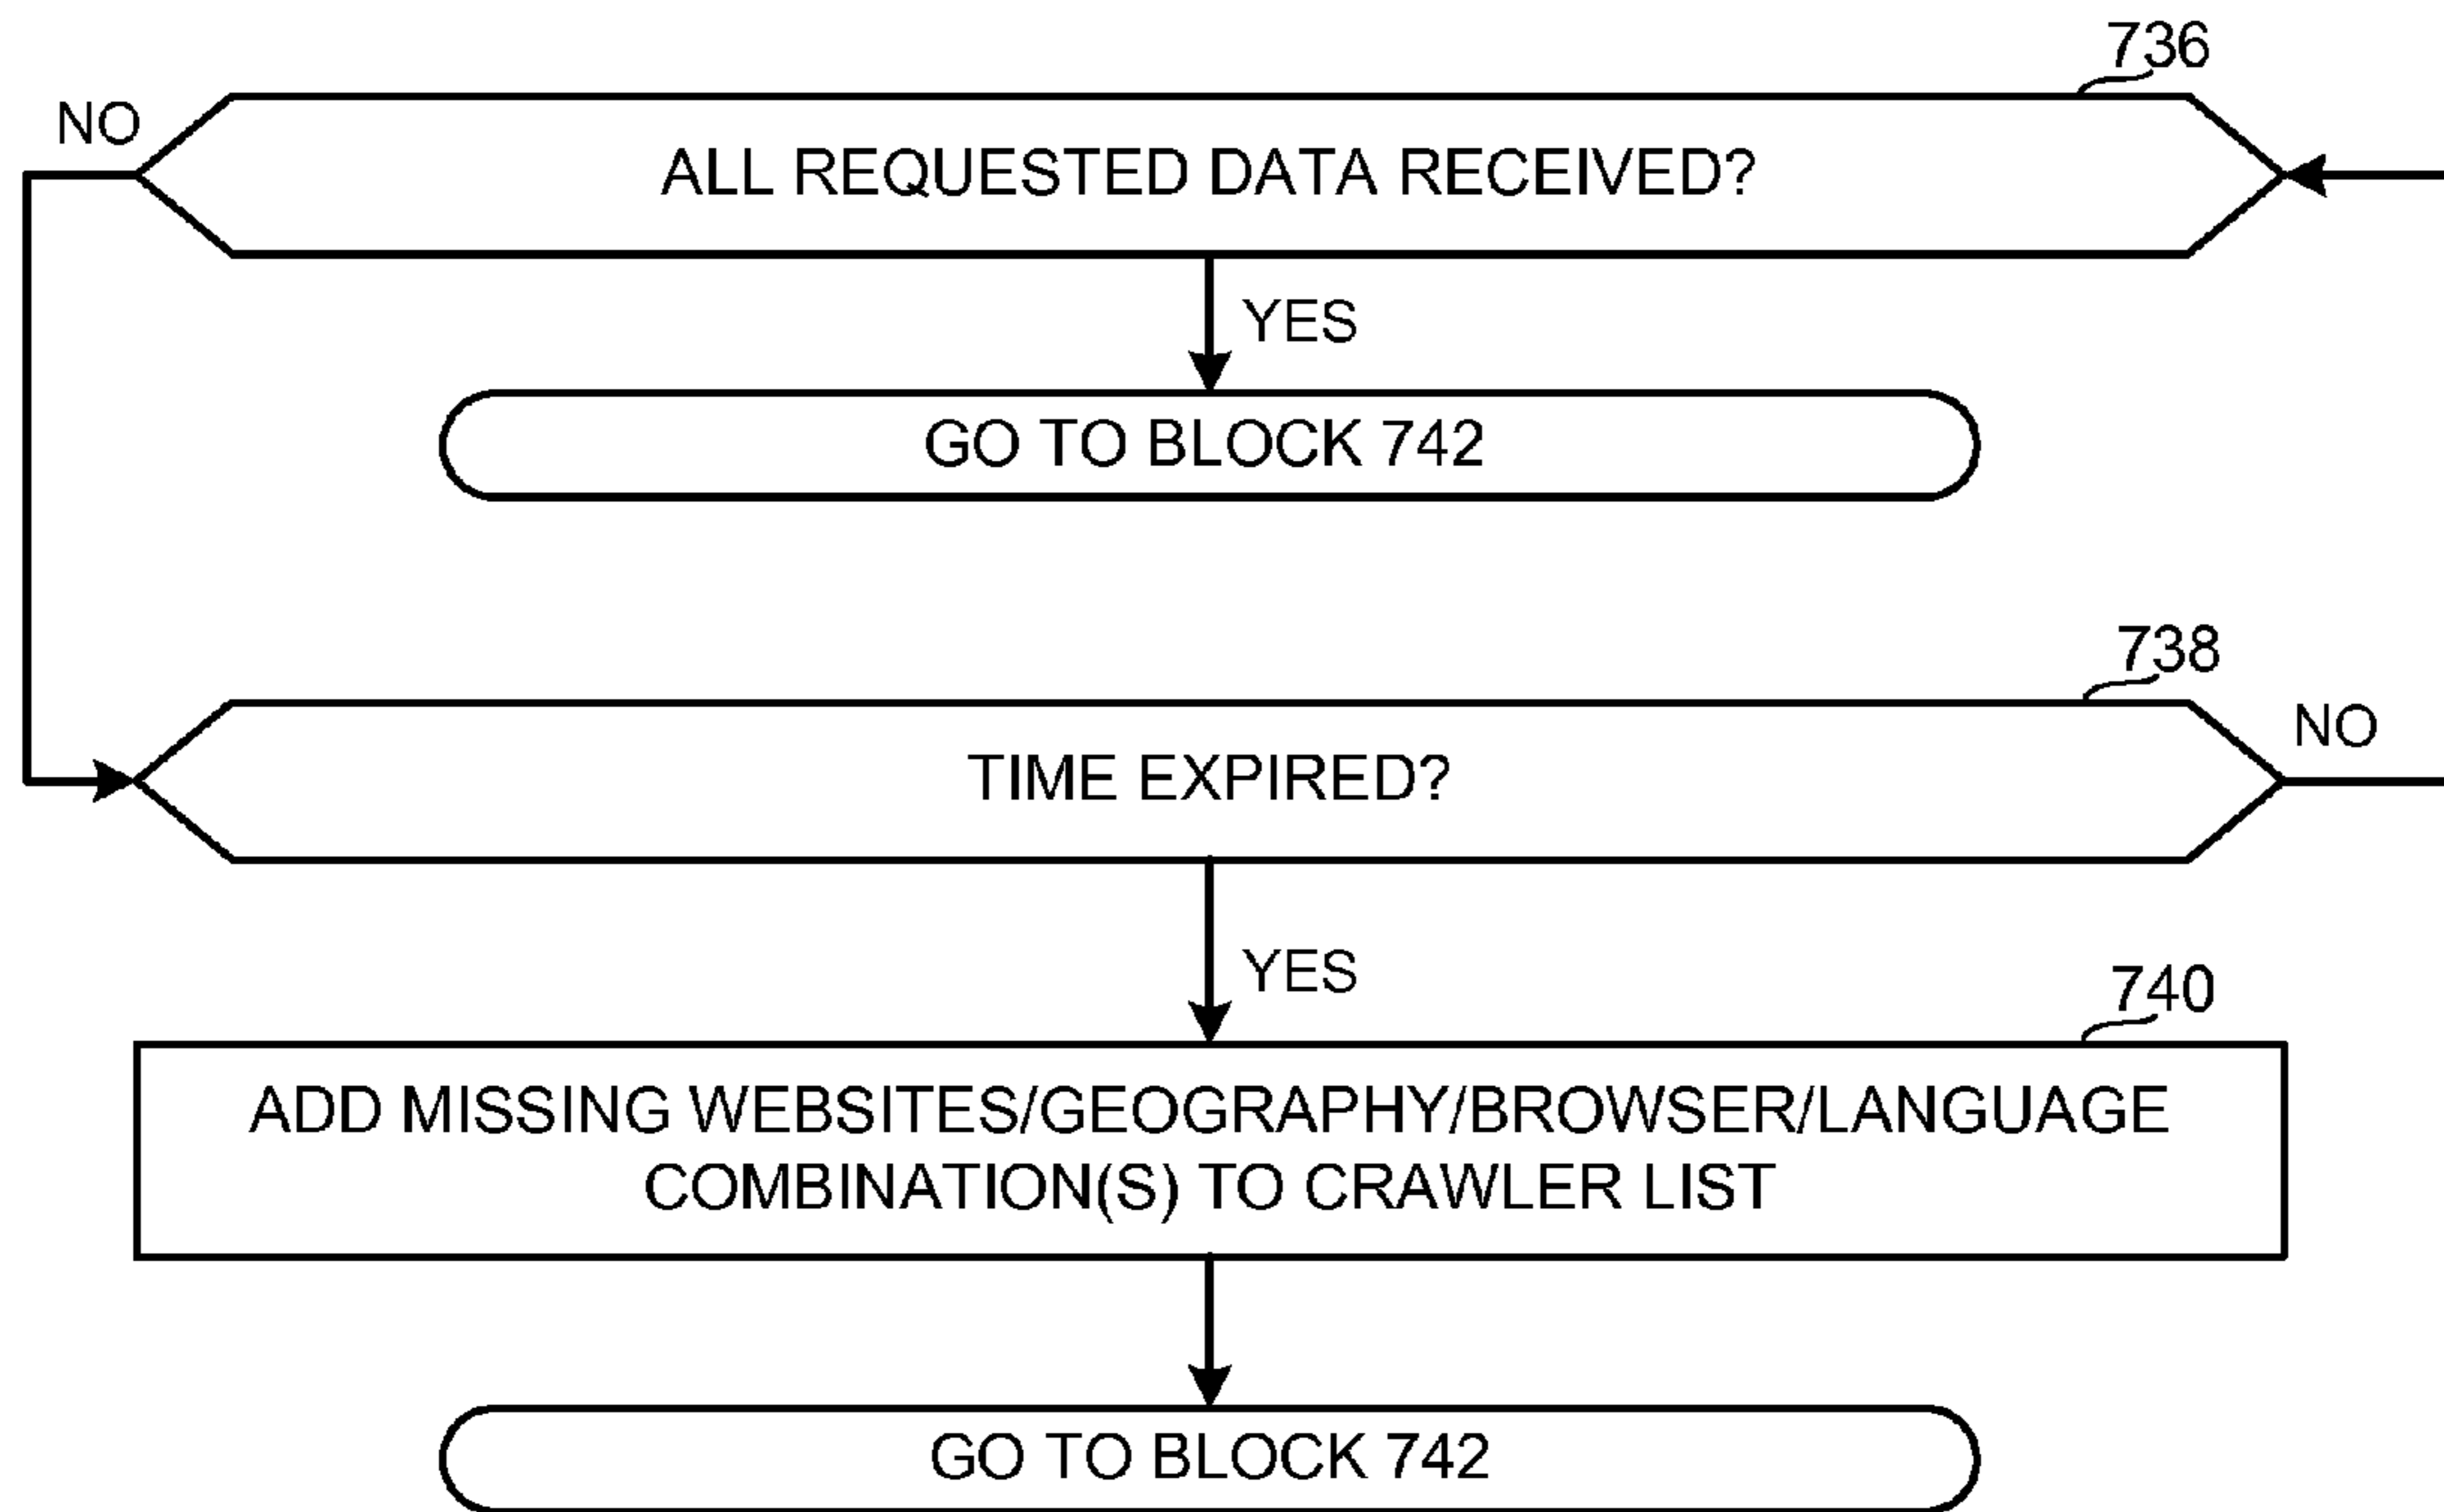 736
NO
ALL REQUESTED DATA RECEIVED?
YES
GO TO BLOCK 742
738
NO
TIME EXPIRED?
YES
740
ADD MISSING WEBSITES/GEOGRAPHY/BROWSER/LANGUAGE
COMBINATION(S) TO CRAWLER LIST
GO TO BLOCK 742